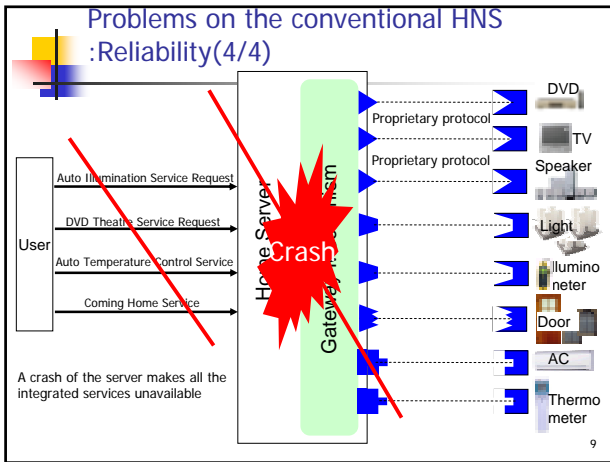 Problems on the conventional HNS
:Reliability(4/4)
DVD
Proprietary protocol
TV
Proprietary protocol
Speaker
Auto Illumination Service Request
Light
DVD Theatre Service Request
User
Home Server
Crash
Auto Temperature Control Service
Illumino
meter
Coming Home Service
Door
AC
A crash of the server makes all the
integrated services unavailable
Thermo
meter
9